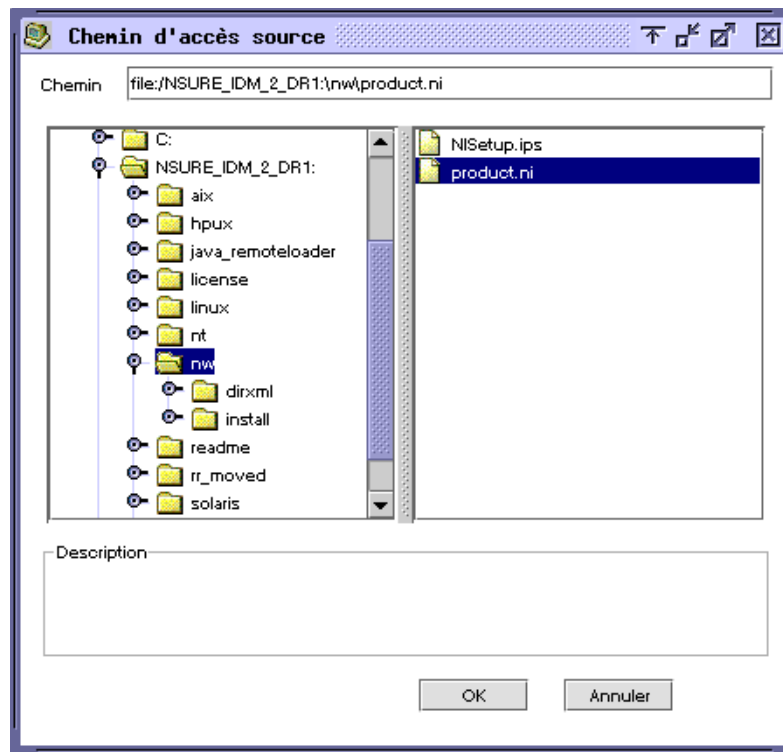 Chemin d'accès source
Chemin
file:/NSURE_IDM_2_DR1:\nw\product.ni
C:
NSURE_IDM_2_DR1:
aix
hpux
java_remoteloader
license
linux
nt
nw
dirxml
install
readme
rr_moved
solaris
NISetup.ips
product.ni
Description
OK
Annuler